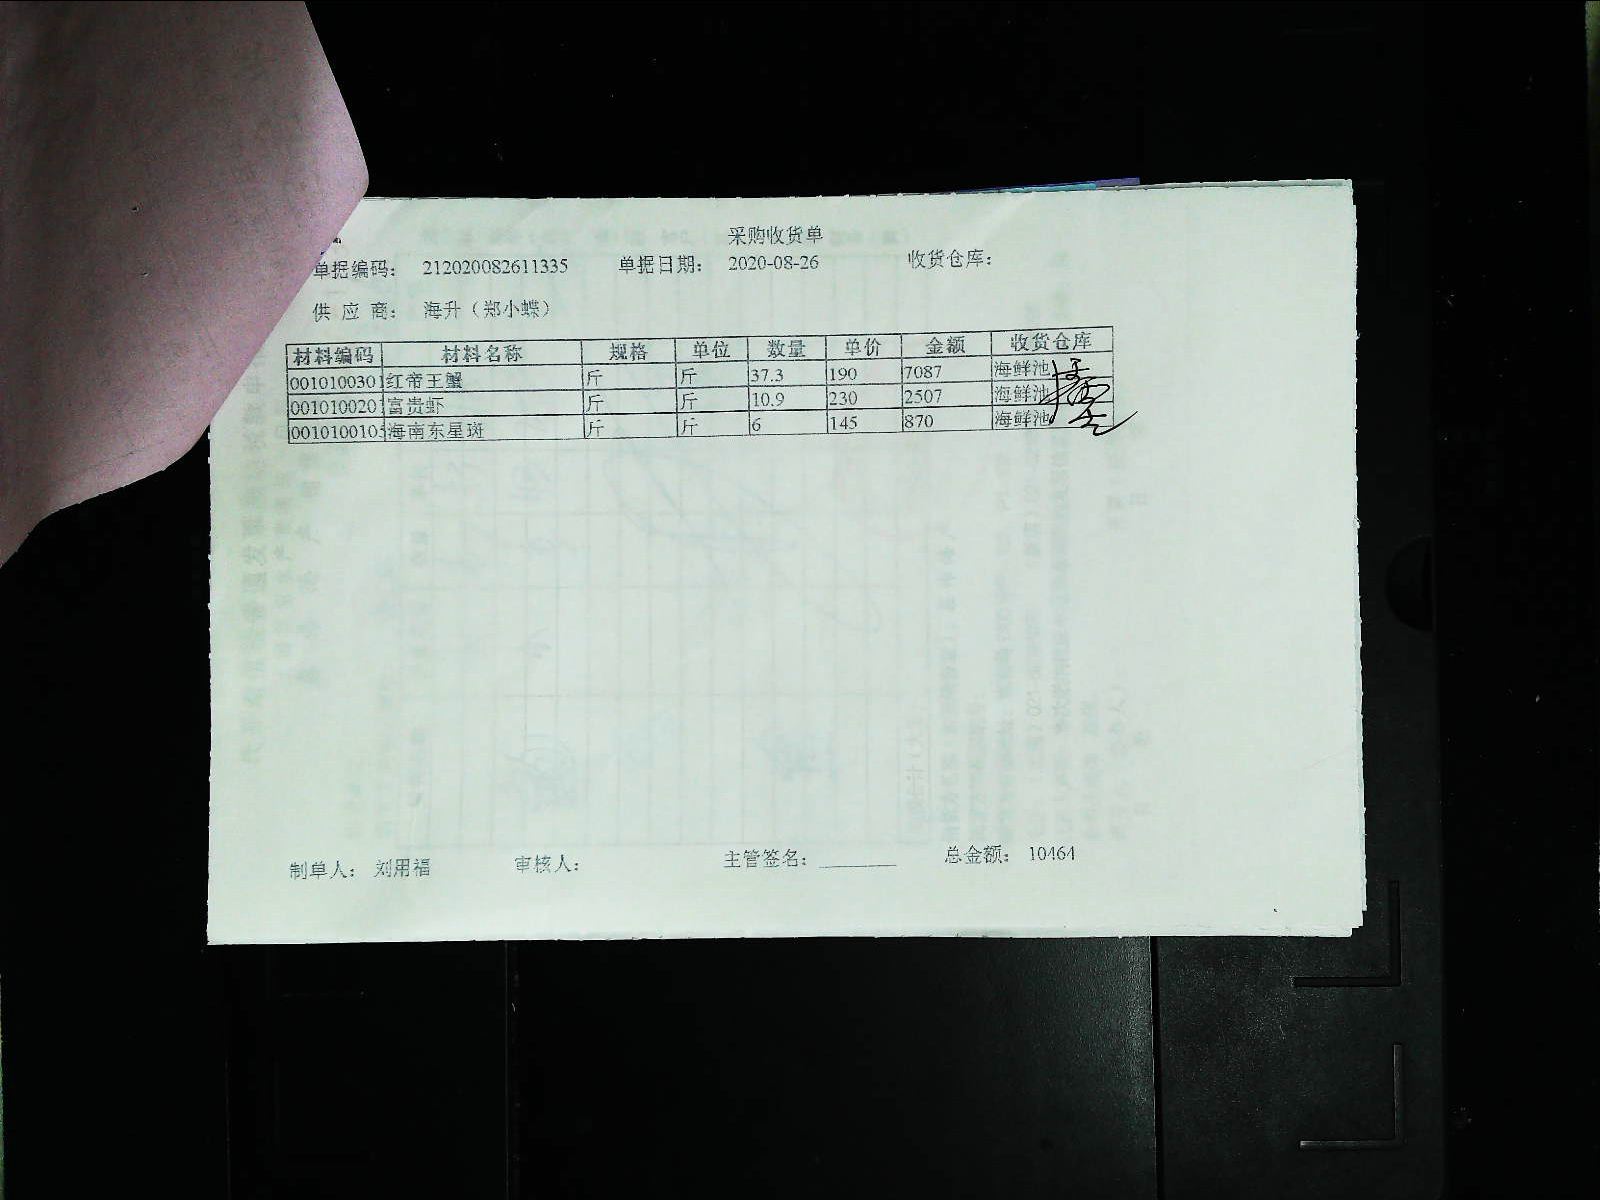 采购收货单
单据编码： 212020082611335 单据日期： 2020-08-26 收货仓库：
供 应 商： 海升（郑小蝶）
材料编码 材料名称 规格 单位 数量 单价 金额 收货仓库
0010100301 红帝王蟹 斤 斤 37.3 190 7087 海鲜池
001010020 富贵虾 斤 斤 10.9 230 2507 海鲜池
0010100105 海南东星斑 斤 斤 6 145 870 海鲜池
制单人： 刘用福 审核人： 主管签名： 总金额： 10464